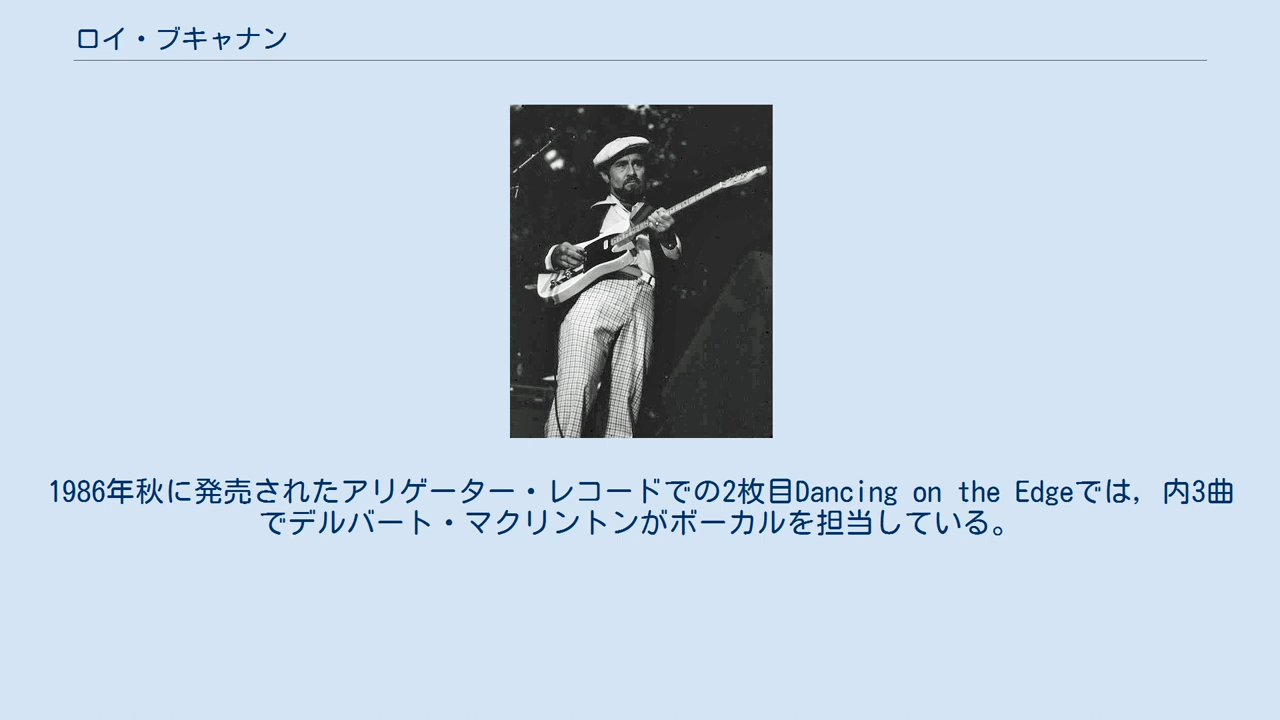 ロイ・ブキャナン
1986年秋に発売されたアリゲーター・レコードでの2枚目Dancing on the Edgeでは, 内3曲
でデルバート・マクリントンがボーカルを担当している。